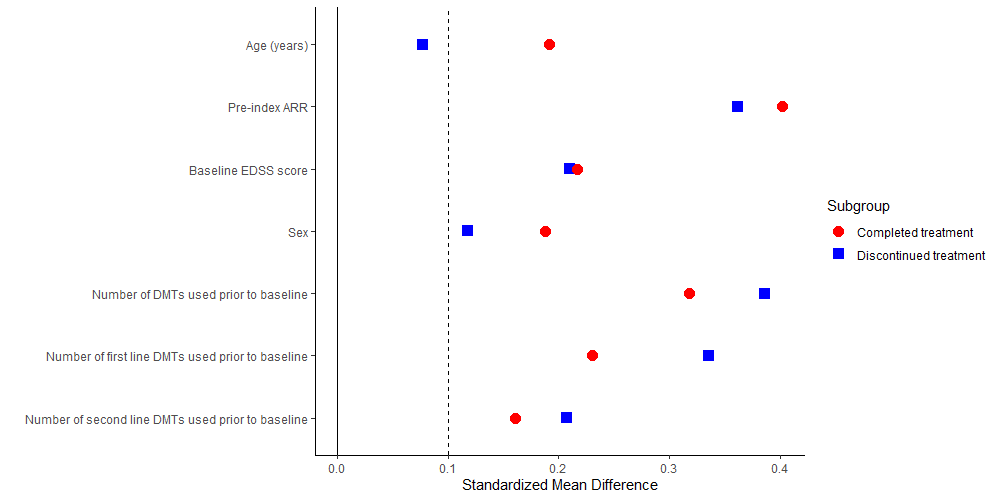 Age (years)
Pre-index ARR
Baseline EDSS score
Sex
Number of DMTs used prior to baseline
Number of first line DMTs used prior to baseline
Number of second line DMTs used prior to baseline
0.0 0.1 0.2 0.3 0.4
Standardized Mean Difference
Subgroup
Completed treatment
Discontinued treatment